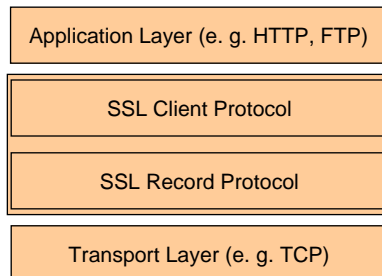 Application Layer (e. g. HTTP, FTP)
SSL Client Protocol
SSL Record Protocol
Transport Layer (e. g. TCP)